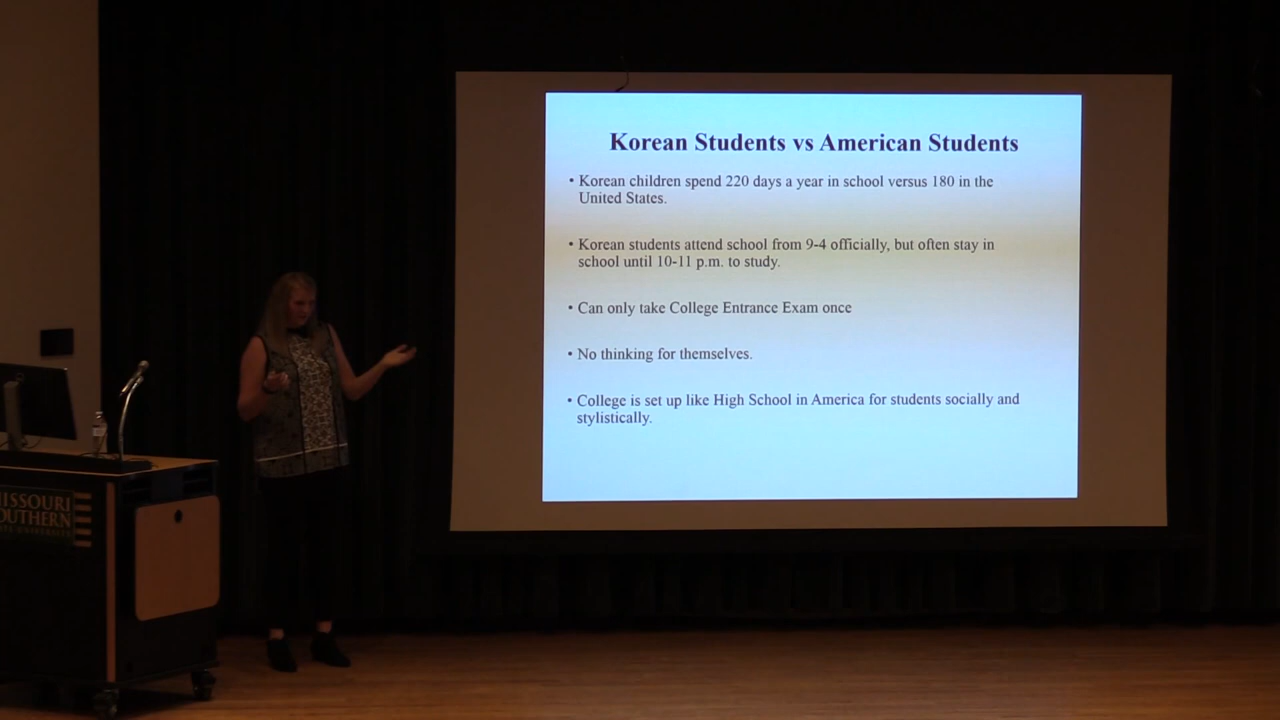 Korean Students vs American Students
• Korean children spend 220 days a year in school versus 180 in the
United States.
• Korean students attend school from 9-4 officially, but often stay in
school until 10-11 p.m. to study.
• Can only take College Entrance Exam once
• No thinking for themselves.
• College is set up like High School in America for students socially and
stylistically.
MISSOURI
SOUTHERN